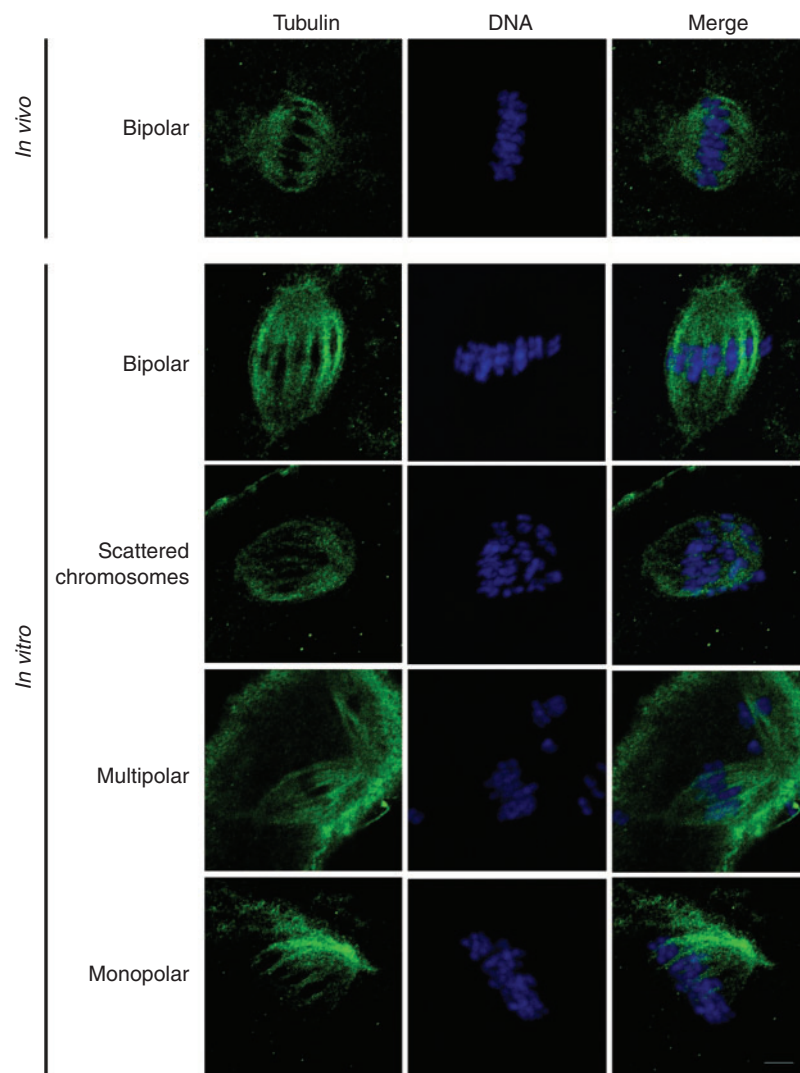 Tubulin DNA Merge
In vivo
Bipolar
In vitro
Bipolar
Scattered
chromosomes
Multipolar
Monopolar